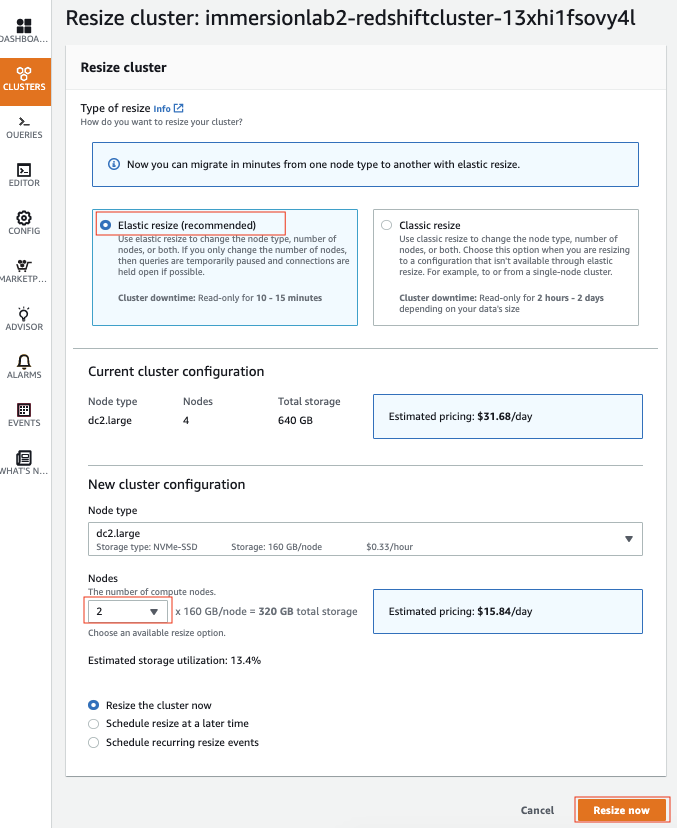 Resize cluster: immersionlab2-redshiftcluster-13xhi1fsovy4l
DASHBOA...
CLUSTERS
QUERIES
EDITOR
CONFIG
MARKETP...
ADVISOR
ALARMS
EVENTS
WHAT'S N...
Resize cluster
Type of resize Info
How do you want to resize your cluster?
Now you can migrate in minutes from one node type to another with elastic resize.
Elastic resize (recommended)
Use elastic resize to change the node type, number of
nodes, or both. If you only change the number of nodes,
then queries are temporarily paused and connections are
held open if possible.
Cluster downtime: Read-only for 10 - 15 minutes
Classic resize
Use classic resize to change the node type, number of
nodes, or both. Choose this option when you are resizing
to a configuration that isn't available through elastic
resize. For example, to or from a single-node cluster.
Cluster downtime: Read-only for 2 hours - 2 days
depending on your data's size
Current cluster configuration
Node type Nodes Total storage
dc2.large 4 640 GB
Estimated pricing: $31.68/day
New cluster configuration
Node type
dc2.large
Storage type: NVMe-SSD Storage: 160 GB/node $0.33/hour
Nodes
The number of compute nodes.
2 x 160 GB/node = 320 GB total storage
Estimated pricing: $15.84/day
Choose an available resize option.
Estimated storage utilization: 13.4%
Resize the cluster now
Schedule resize at a later time
Schedule recurring resize events
Cancel Resize now